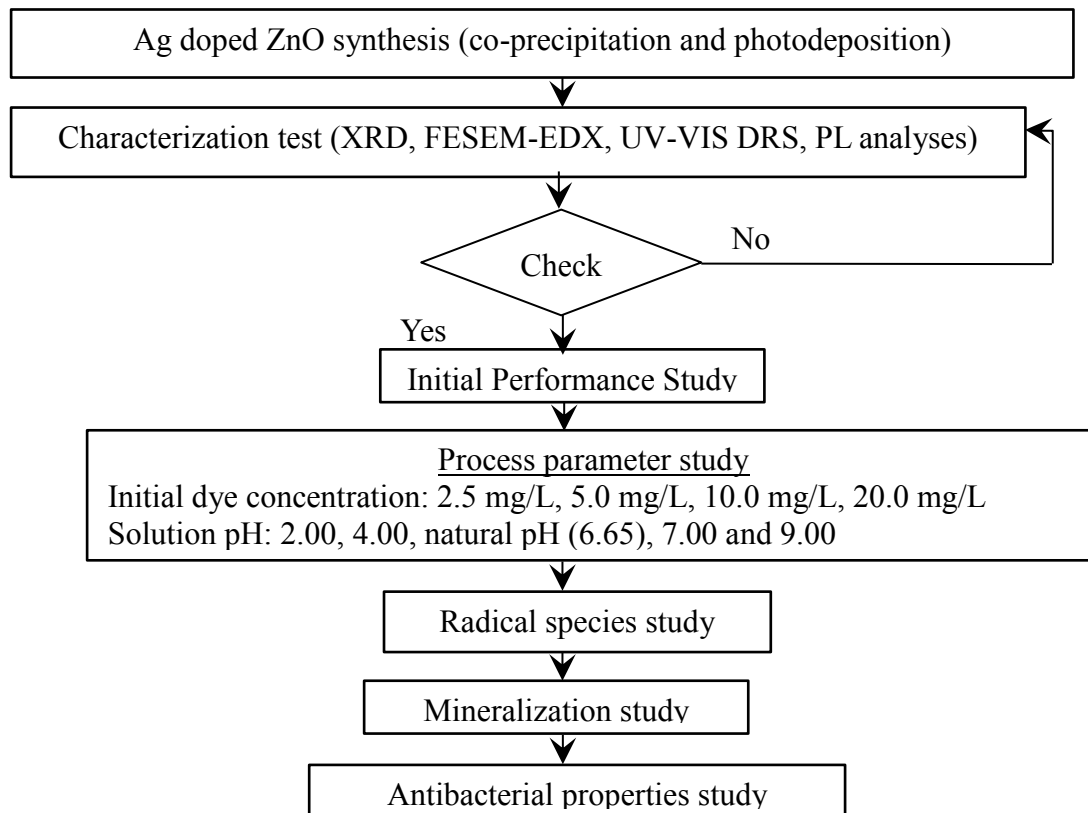 Ag doped ZnO synthesis (co-precipitation and photodeposition)
Characterization test (XRD, FESEM-EDX, UV-VIS DRS, PL analyses)
No
Check
Yes
Initial Performance Study
Process parameter study
Initial dye concentration: 2.5 mg/L, 5.0 mg/L, 10.0 mg/L, 20.0 mg/L
Solution pH: 2.00, 4.00, natural pH (6.65), 7.00 and 9.00
Radical species study
Mineralization study
Antibacterial properties study